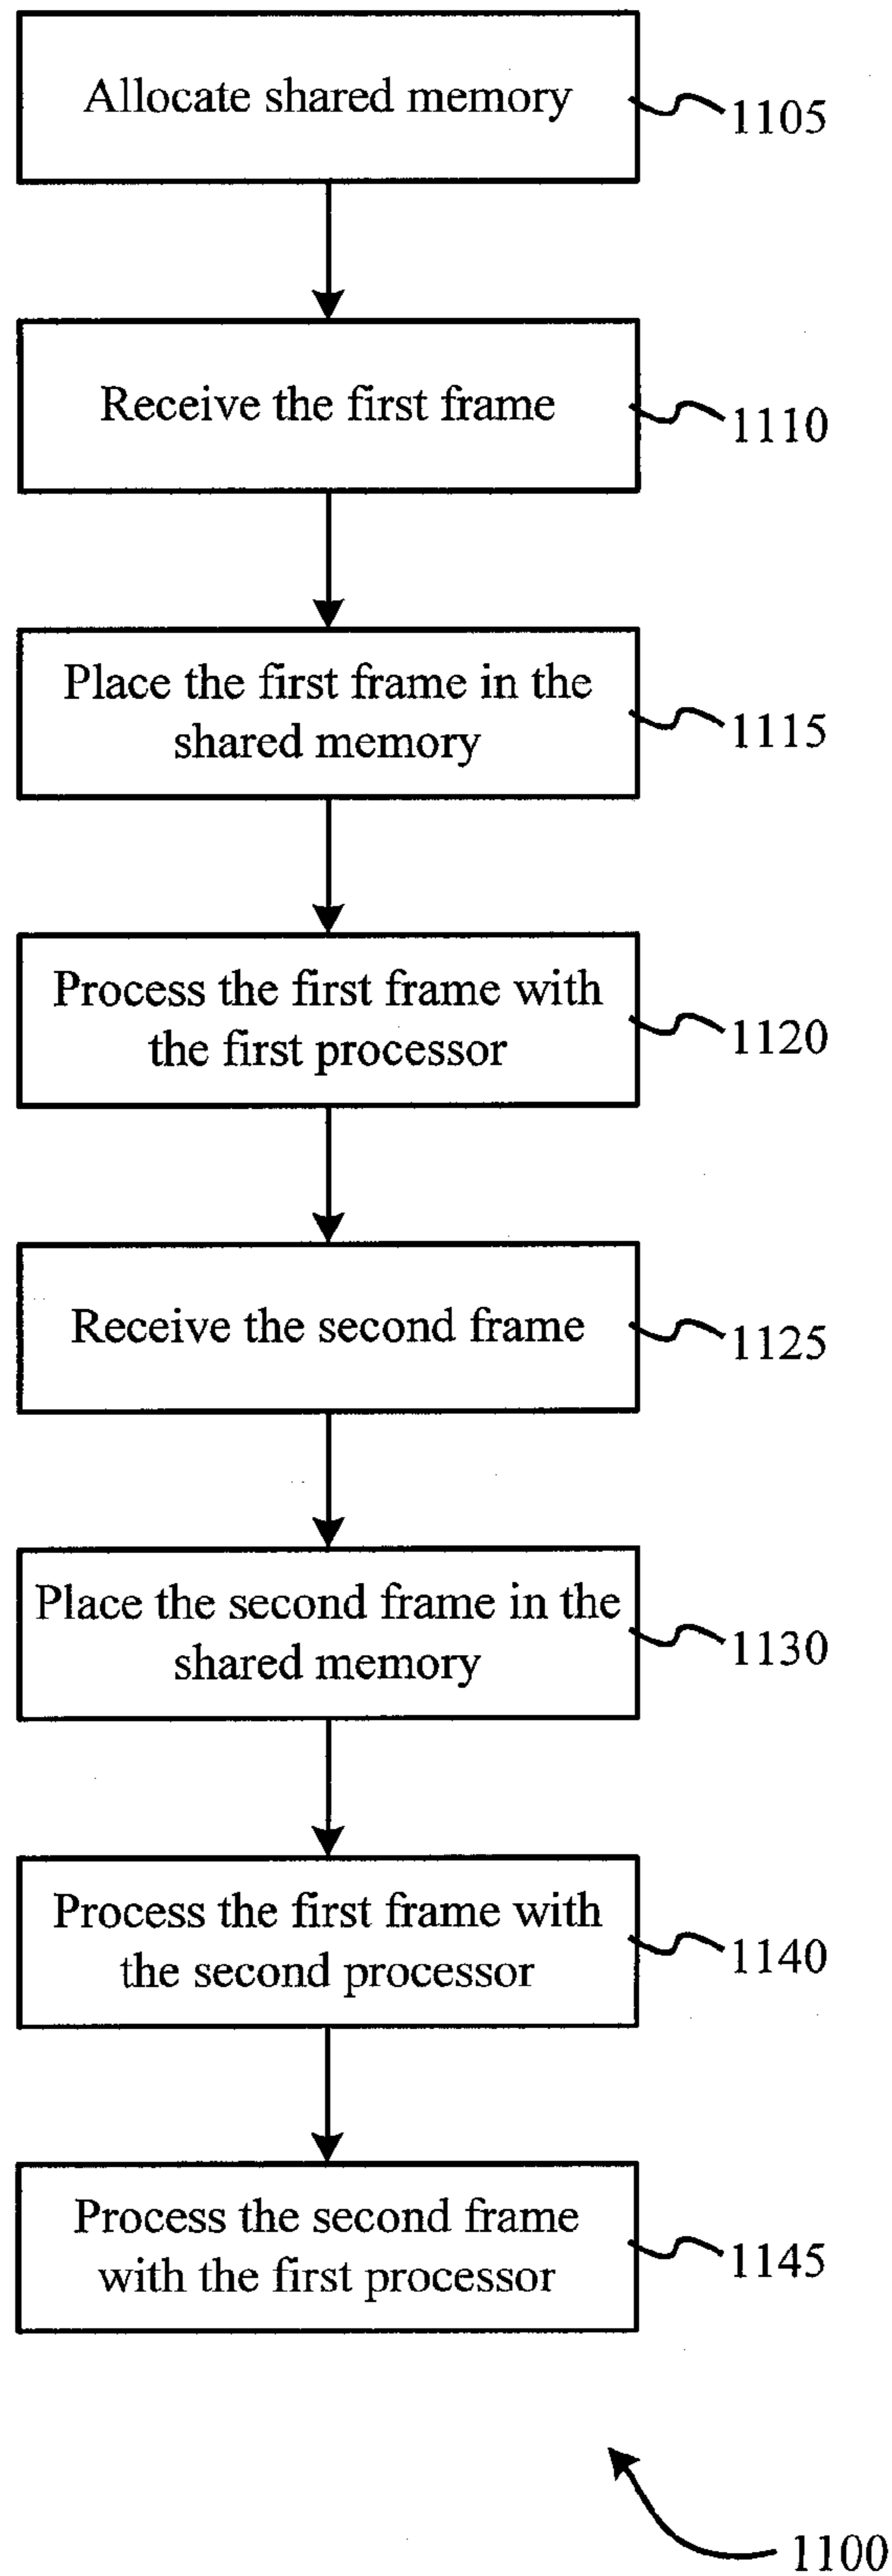 Allocate shared memory
1105
Receive the first frame
1110
Place the first frame in the
shared memory
1115
Process the first frame with
the first processor
1120
Receive the second frame
1125
Place the second frame in the
shared memory
1130
Process the first frame with
the second processor
1140
Process the second frame
with the first processor
1145
1100